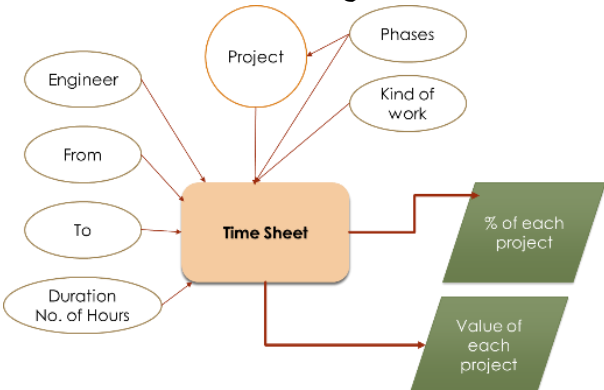 Project
Phases
Engineer
Kind of
work
From
To
Time Sheet
Duration
No. of Hours
% of each
project
Value of
each
project